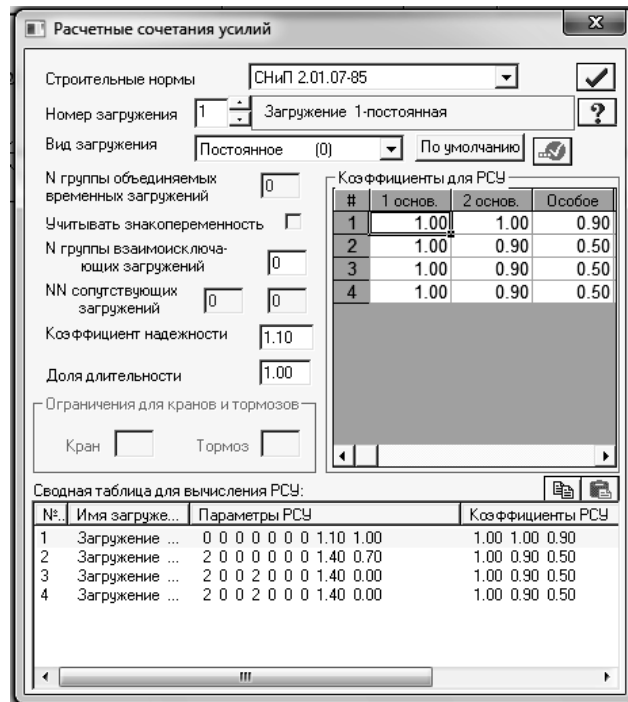 Расчетные сочетания усилий
Строительные нормы СНиП 2.01.07-85
Номер загружения 1 Загружение 1-постоянная
Вид загружения Постоянное (0) По умолчанию
N группы объединяемых
временных загружений 0
Учитывать знакопеременность
N группы взаимоисключа-
ющих загружений 0
NN сопутствующих
загружений 0 0
Коэффициент надежности 1.10
Доля длительности 1.00
Ограничения для кранов и тормозов
Кран Тормоз
Коэффициенты для РСУ
# 1 основ. 2 основ. Особое
1 1.00 1.00 0.90
2 1.00 0.90 0.50
3 1.00 0.90 0.50
4 1.00 0.90 0.50
Сводная таблица для вычисления РСУ:
№.. Имя загруже... Параметры РСУ Коэффициенты РСУ
1 Загружение ... 0 0 0 0 0 0 0 1.10 1.00 1.00 1.00 0.90
2 Загружение ... 2 0 0 0 0 0 0 1.40 0.70 1.00 0.90 0.50
3 Загружение ... 2 0 0 2 0 0 0 1.40 0.00 1.00 0.90 0.50
4 Загружение ... 2 0 0 2 0 0 0 1.40 0.00 1.00 0.90 0.50